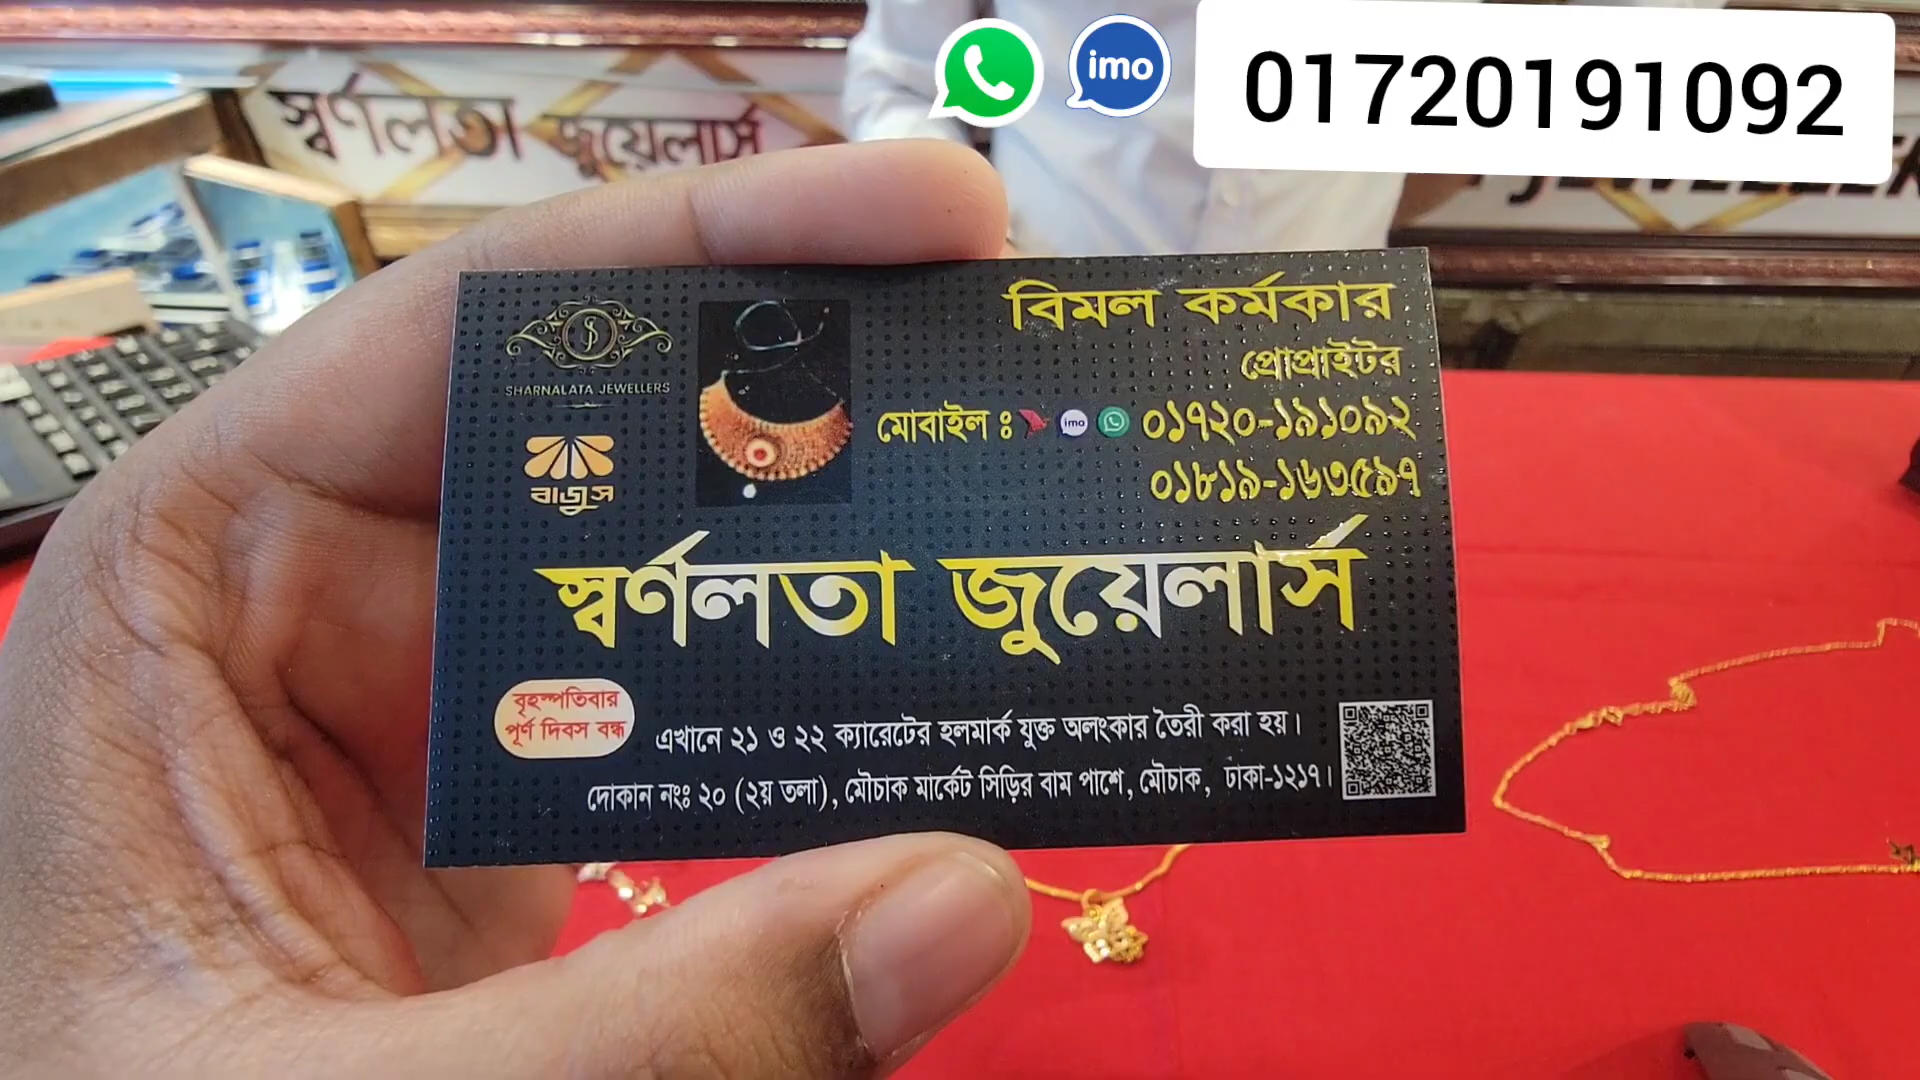 imo
01720191092
স্বর্ণলতা জুয়েলার্স
বিমল কর্মকার
প্রোপ্রাইটর
SHARNALATA JEWELLERS
মোবাইল ঃ imo ০১৭২০-১৯১০৯২
০১৮১৯-১৬৩৫৯৭
বাজুস
স্বর্ণলতা জুয়েলার্স
বৃহস্পতিবার
পূর্ণ দিবস বন্ধ
এখানে ২১ ও ২২ ক্যারেটের হলমার্ক যুক্ত অলংকার তৈরী করা হয়।
দোকান নংঃ ২০ (২য় তলা), মৌচাক মার্কেট সিড়ির বাম পাশে, মৌচাক, ঢাকা-১২১৭।